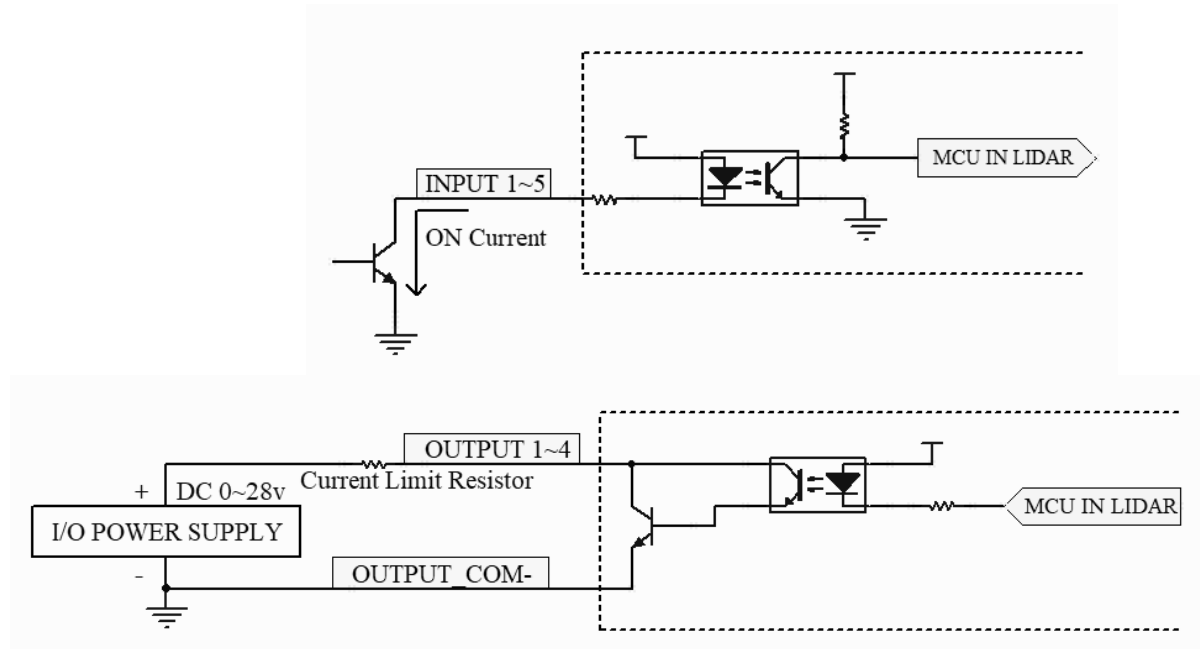 MCU IN LIDAR
INPUT 1~5
ON Current
OUTPUT 1~4
Current Limit Resistor
+ DC 0~28v
I/O POWER SUPPLY
MCU IN LIDAR
-
OUTPUT_COM-